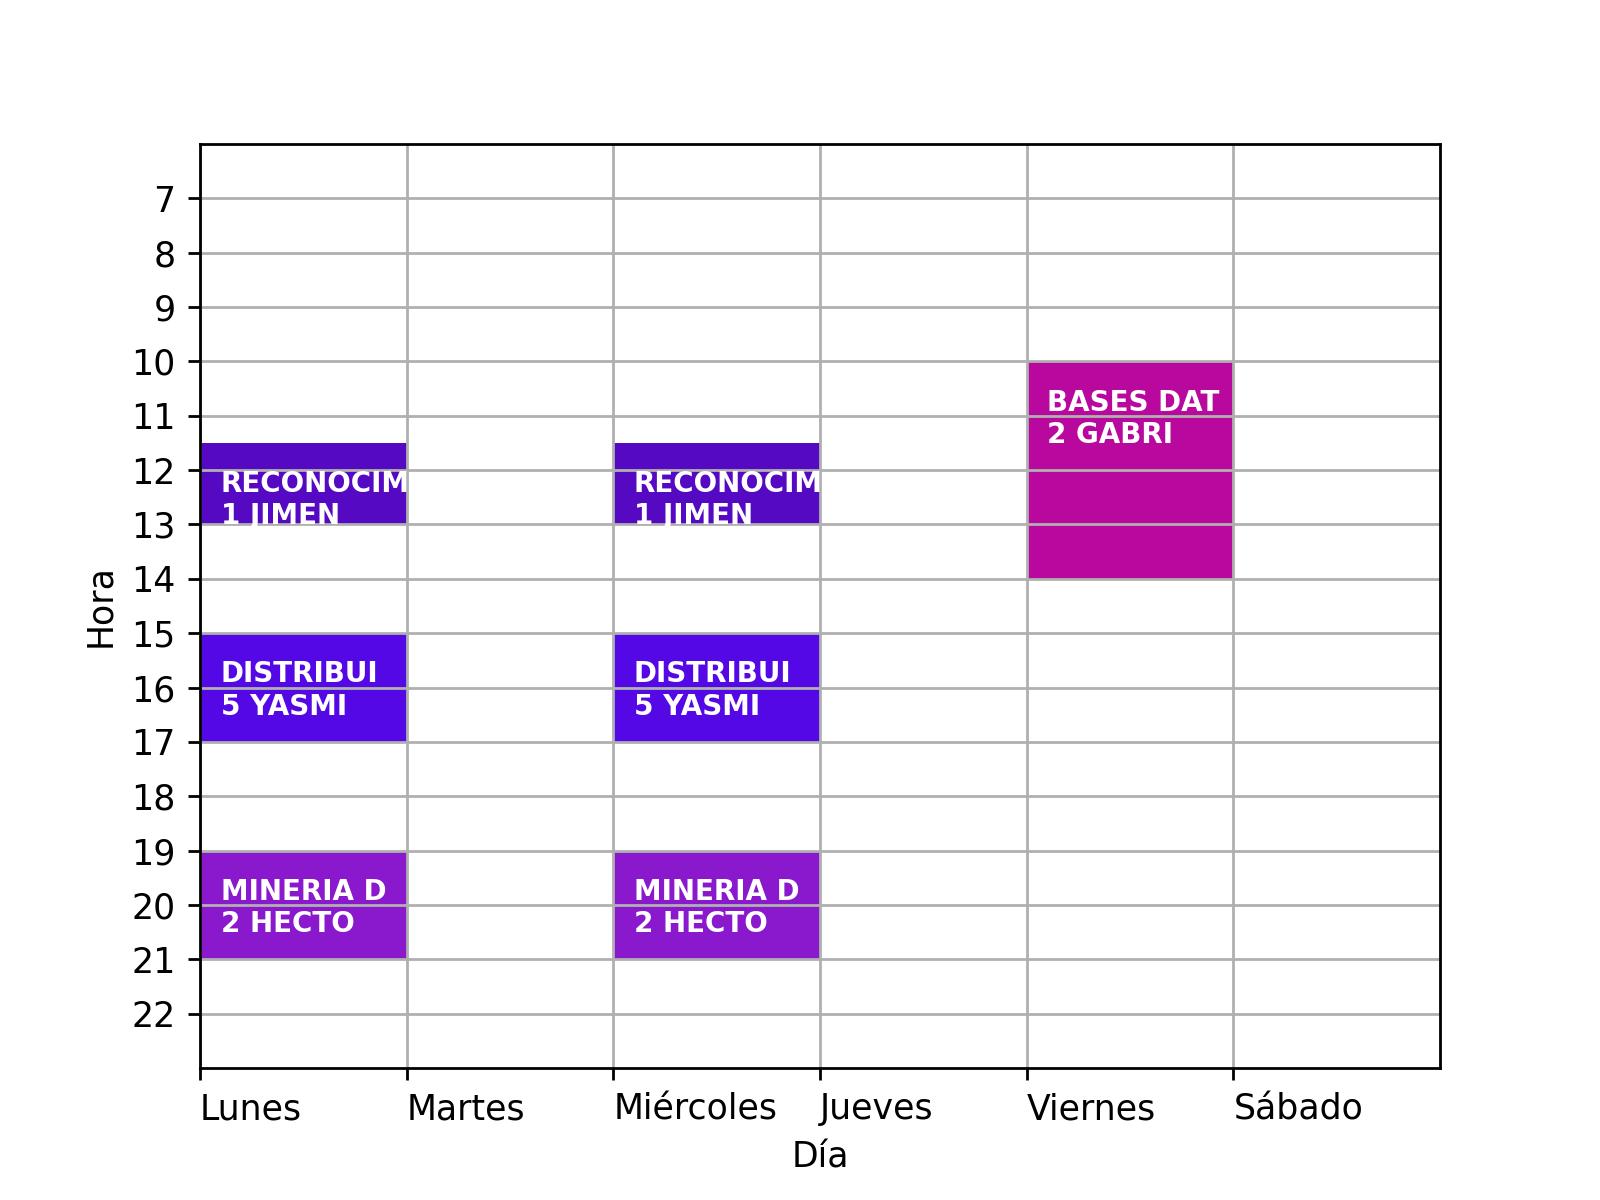 7
8
9
10
BASES DAT
11
2 GABRI
12
RECONOCIM
RECONOCIM
1 JIMEN
1 JIMEN
13
14
Hora
15
DISTRIBUI
DISTRIBUI
16
5 YASMI
5 YASMI
17
18
19
MINERIA D
MINERIA D
20
2 HECTO
2 HECTO
21
22
Lunes
Martes
Miércoles
Jueves
Viernes
Sábado
Día